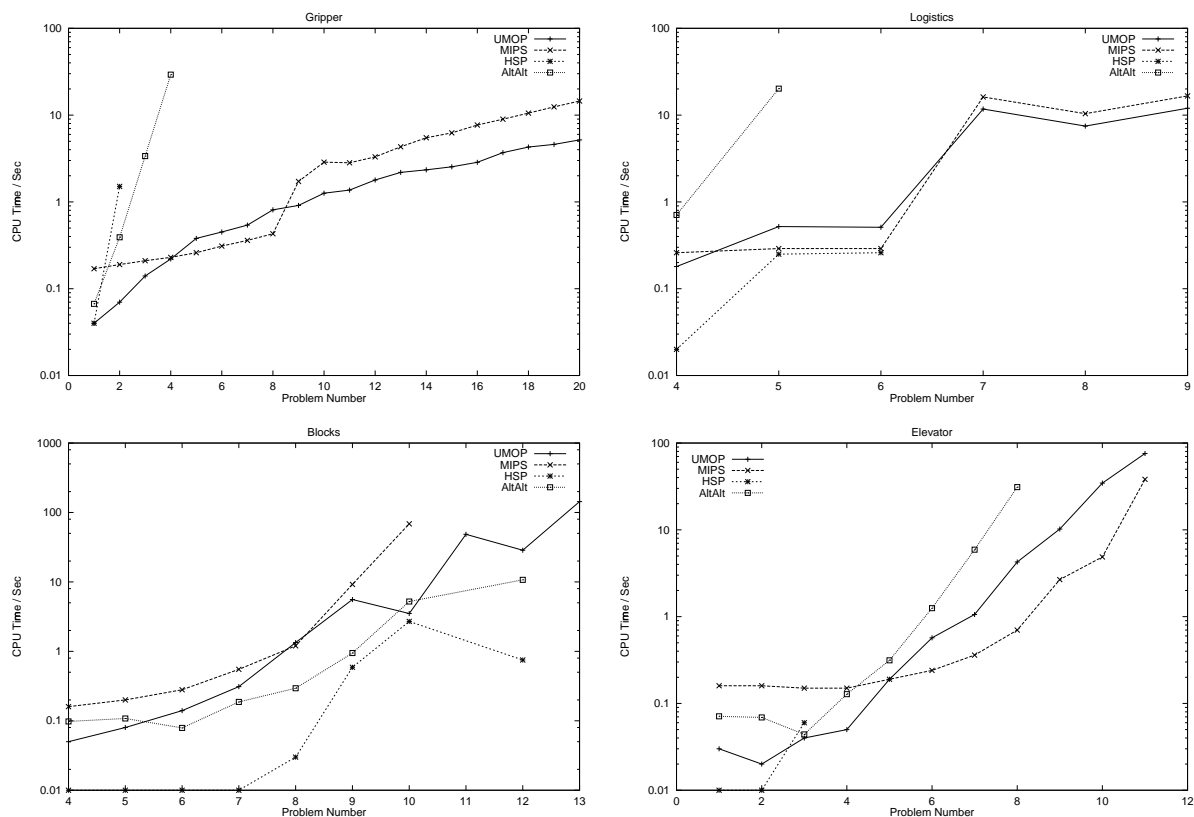 Gripper
100
10
1
0.1
0.01
CPU Time / Sec
UMOP
MIPS
HSP
AltAlt
0 2 4 6 8 10 12 14 16 18 20
Problem Number
Logistics
100
10
1
0.1
0.01
CPU Time / Sec
UMOP
MIPS
HSP
AltAlt
4 5 6 7 8 9
Problem Number
Blocks
1000
100
10
1
0.1
0.01
CPU Time / Sec
UMOP
MIPS
HSP
AltAlt
4 5 6 7 8 9 10 11 12 13
Problem Number
Elevator
100
10
1
0.1
0.01
CPU Time / Sec
UMOP
MIPS
HSP
AltAlt
0 2 4 6 8 10 12
Problem Number